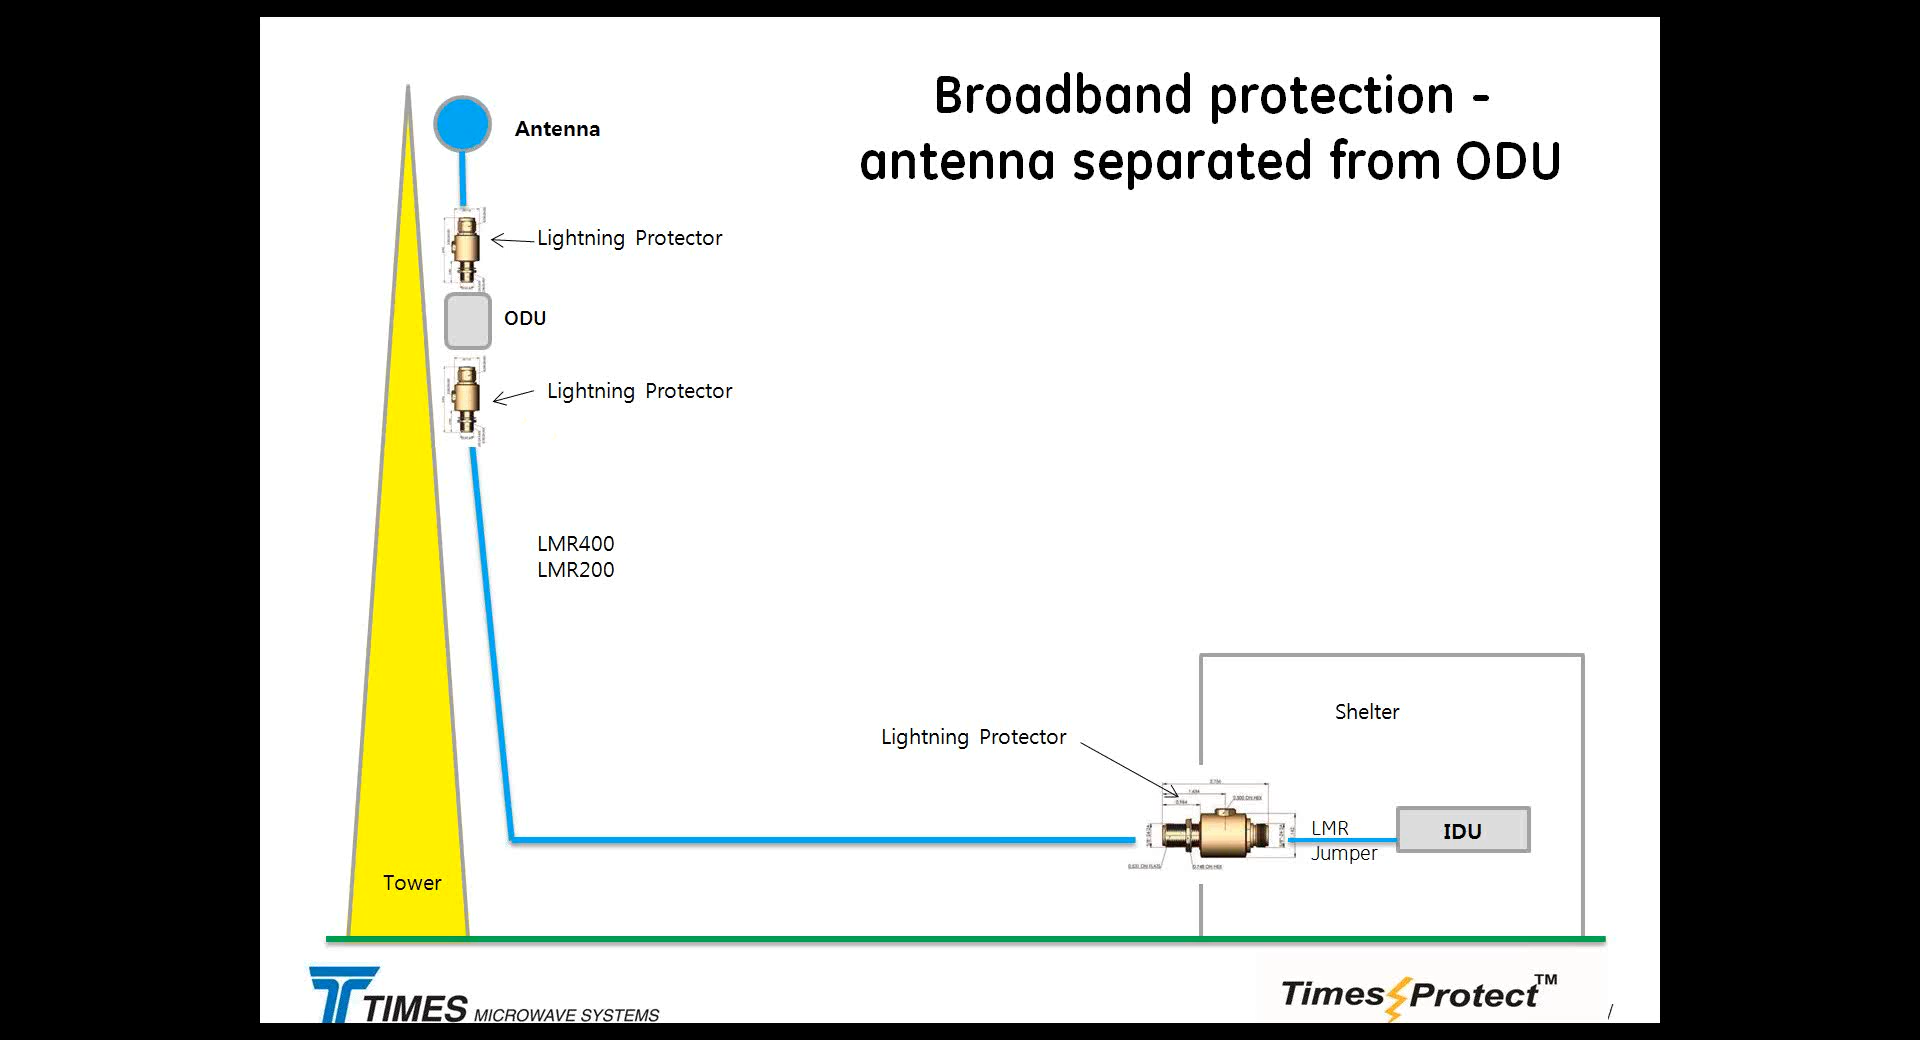 Broadband protection -
antenna separated from ODU
Antenna
Lightning Protector
ODU
Lightning Protector
LMR400
LMR200
Shelter
Lightning Protector
LMR
Jumper
IDU
Tower
TIMES MICROWAVE SYSTEMS
Times Protect™